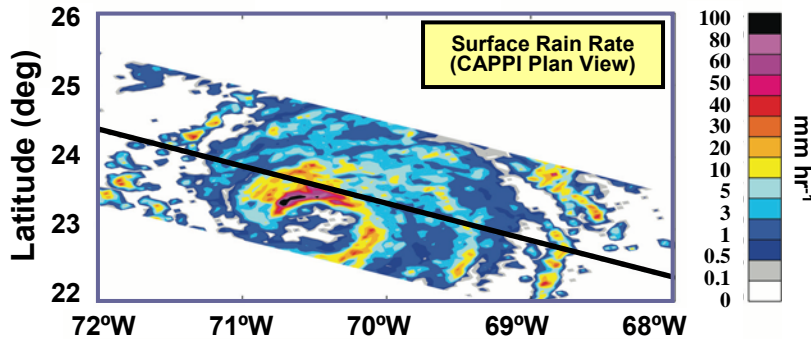 Surface Rain Rate
(CAPPI Plan View)
Latitude (deg)
26
25
24
23
22
72ºW
71ºW
70ºW
69ºW
68ºW
100
80
60
50
40
30
20
10
5
3
1
0.5
0.1
0
mm hr⁻¹